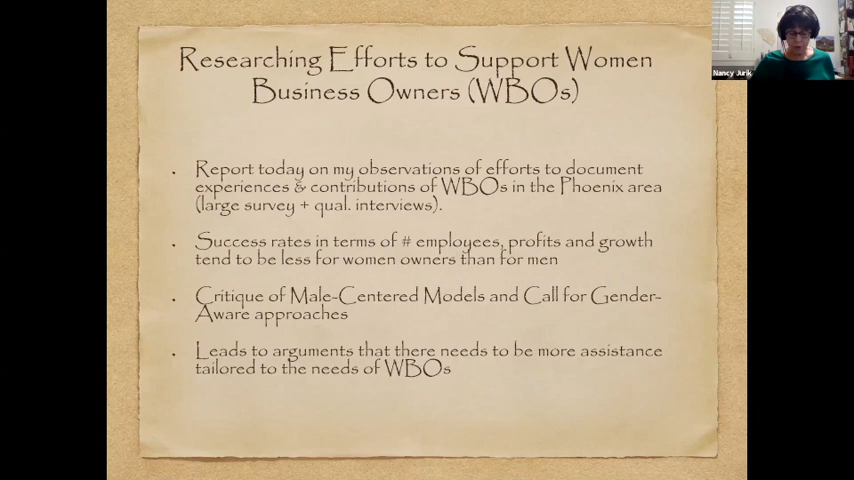 Researching Efforts to Support Women
Business Owners (WBOs)
Nancy Jurik
. Report today on my observations of efforts to document
experiences & contributions of WBOs in the Phoenix area
(large survey + qual. interviews).
. Success rates in terms of # employees, profits and growth
tend to be less for women owners than for men
. Critique of Male-Centered Models and Call for Gender-
Aware approaches
. Leads to arguments that there needs to be more assistance
tailored to the needs of WBOs